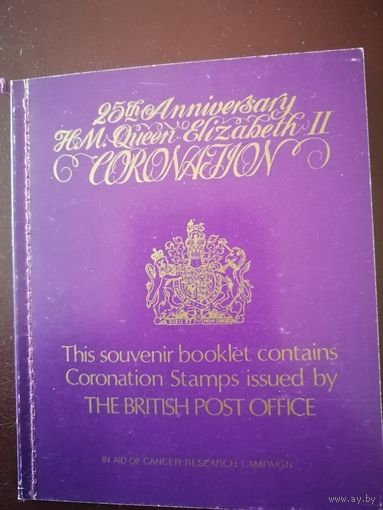 25th Anniversary
H.M. Queen Elizabeth II
CORONATION
This souvenir booklet contains
Coronation Stamps issued by
THE BRITISH POST OFFICE
IN AID OF CANCER RESEARCH CAMPAIGN
ay.by